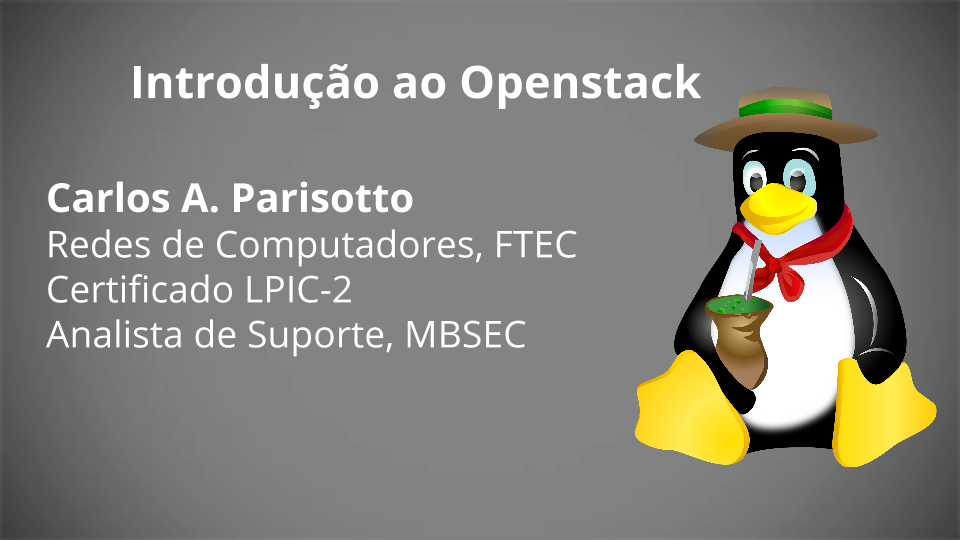 Introdução ao Openstack
Carlos A. Parisotto
Redes de Computadores, FTEC
Certificado LPIC-2
Analista de Suporte, MBSEC